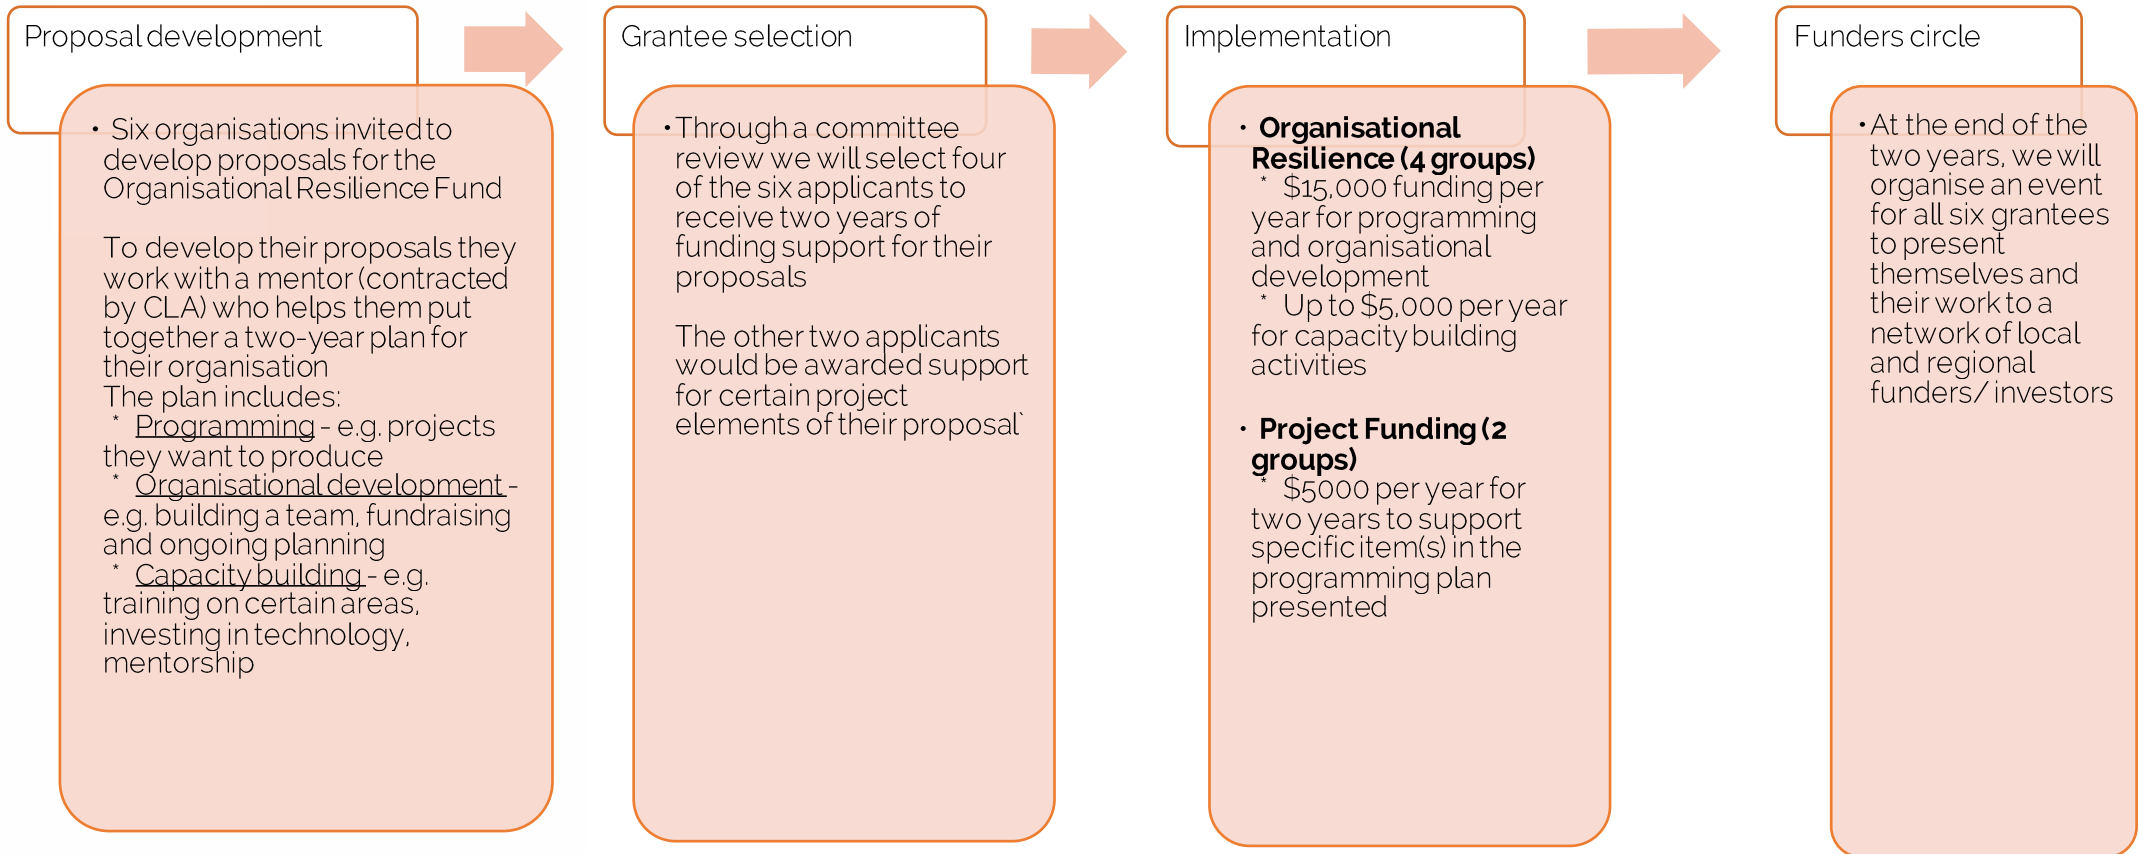 Proposal development
• Six organisations invited to
develop proposals for the
Organisational Resilience Fund
To develop their proposals they
work with a mentor (contracted
by CLA) who helps them put
together a two-year plan for
their organisation
The plan includes:
* Programming - e.g. projects
they want to produce
* Organisational development -
e.g. building a team, fundraising
and ongoing planning
* Capacity building - e.g.
training on certain areas,
investing in technology,
mentorship
Grantee selection
• Through a committee
review we will select four
of the six applicants to
receive two years of
funding support for their
proposals
The other two applicants
would be awarded support
for certain project
elements of their proposal`
Implementation
• Organisational
Resilience (4 groups)
* $15,000 funding per
year for programming
and organisational
development
* Up to $5,000 per year
for capacity building
activities
• Project Funding (2
groups)
* $5000 per year for
two years to support
specific item(s) in the
programming plan
presented
Funders circle
• At the end of the
two years, we will
organise an event
for all six grantees
to present
themselves and
their work to a
network of local
and regional
funders/ investors